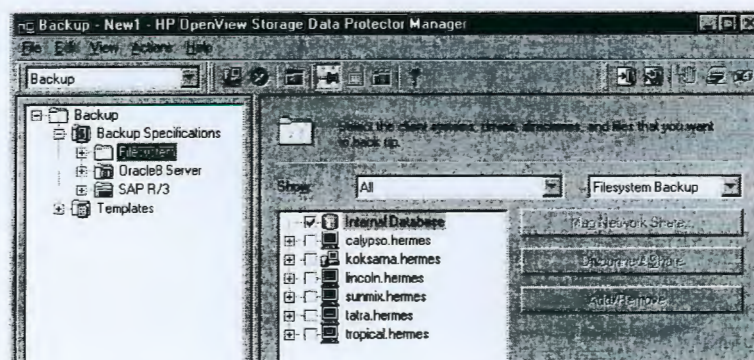 Backup - New1 - HP OpenView Storage Data Protector Manager
File Edit View Actions Help
Backup
Backup
Backup Specifications
Filesystem
Oracle8 Server
SAP R/3
Templates
Select the client systems, drives, directories, and files that you want
to back up.
Show: All Filesystem Backup
Internal Database
calypso.hermes
koksama.hermes
lincoln.hermes
sunmix.hermes
tatra.hermes
tropical.hermes
Map Network Share...
Disconnect Share
Add/Remove...